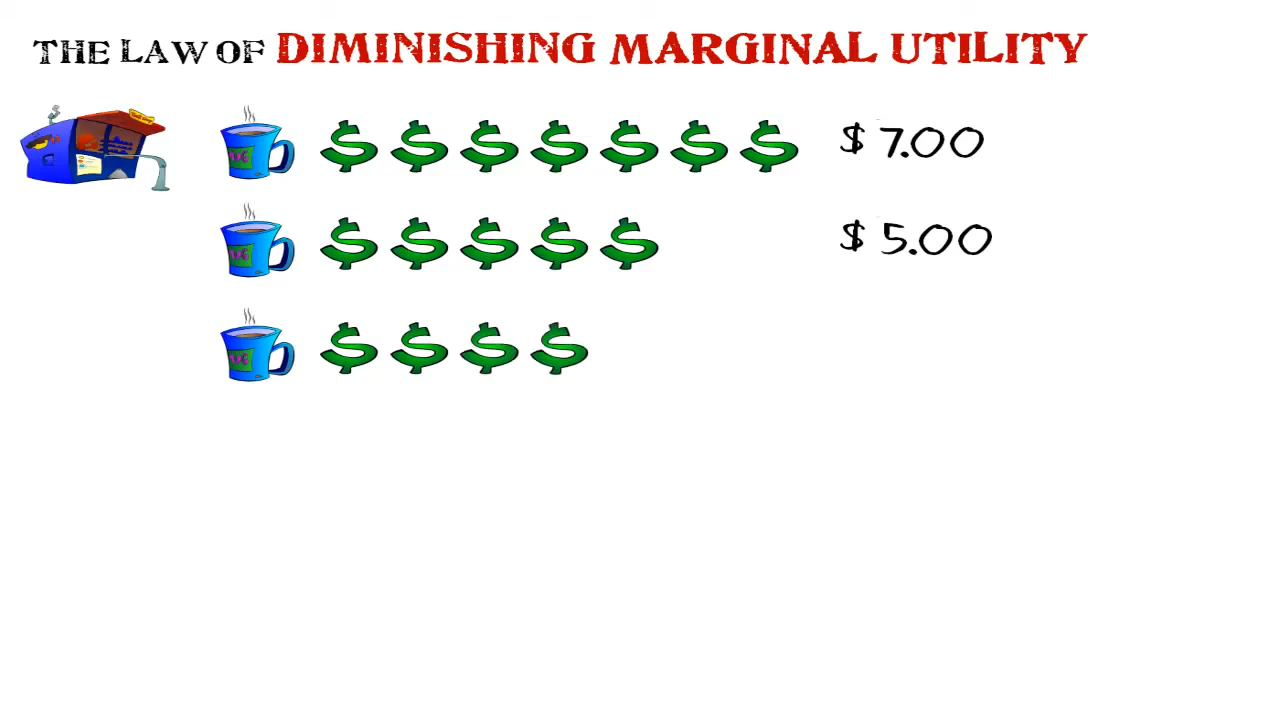 THE LAW OF DIMINISHING MARGINAL UTILITY
$ $ $ $ $ $ $ $ 7.00
$ $ $ $ $ $ 5.00
$ $ $ $